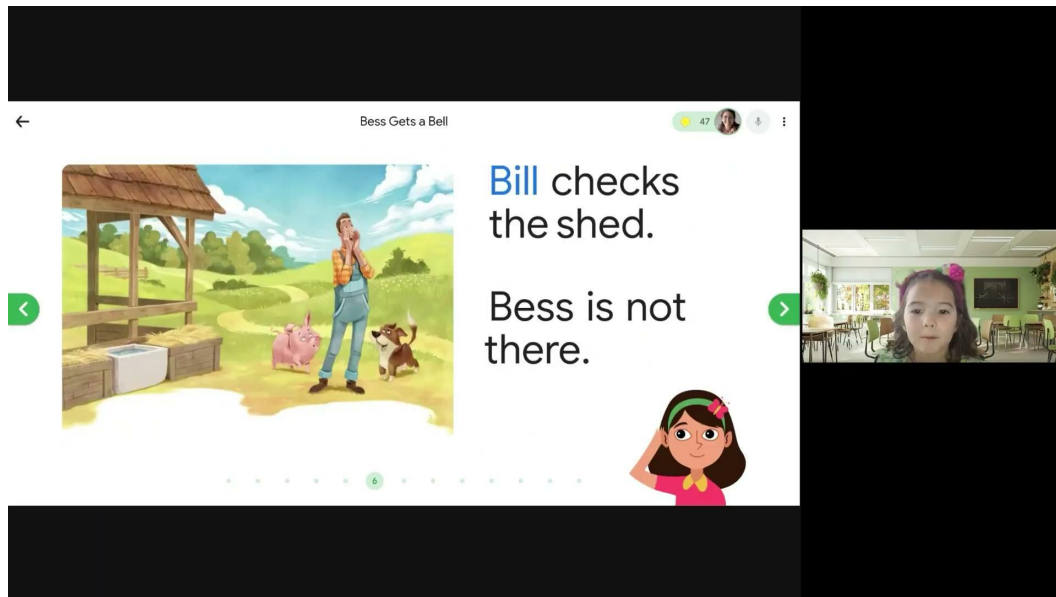 Bess Gets a Bell
47
Bill checks
the shed.
Bess is not
there.
6